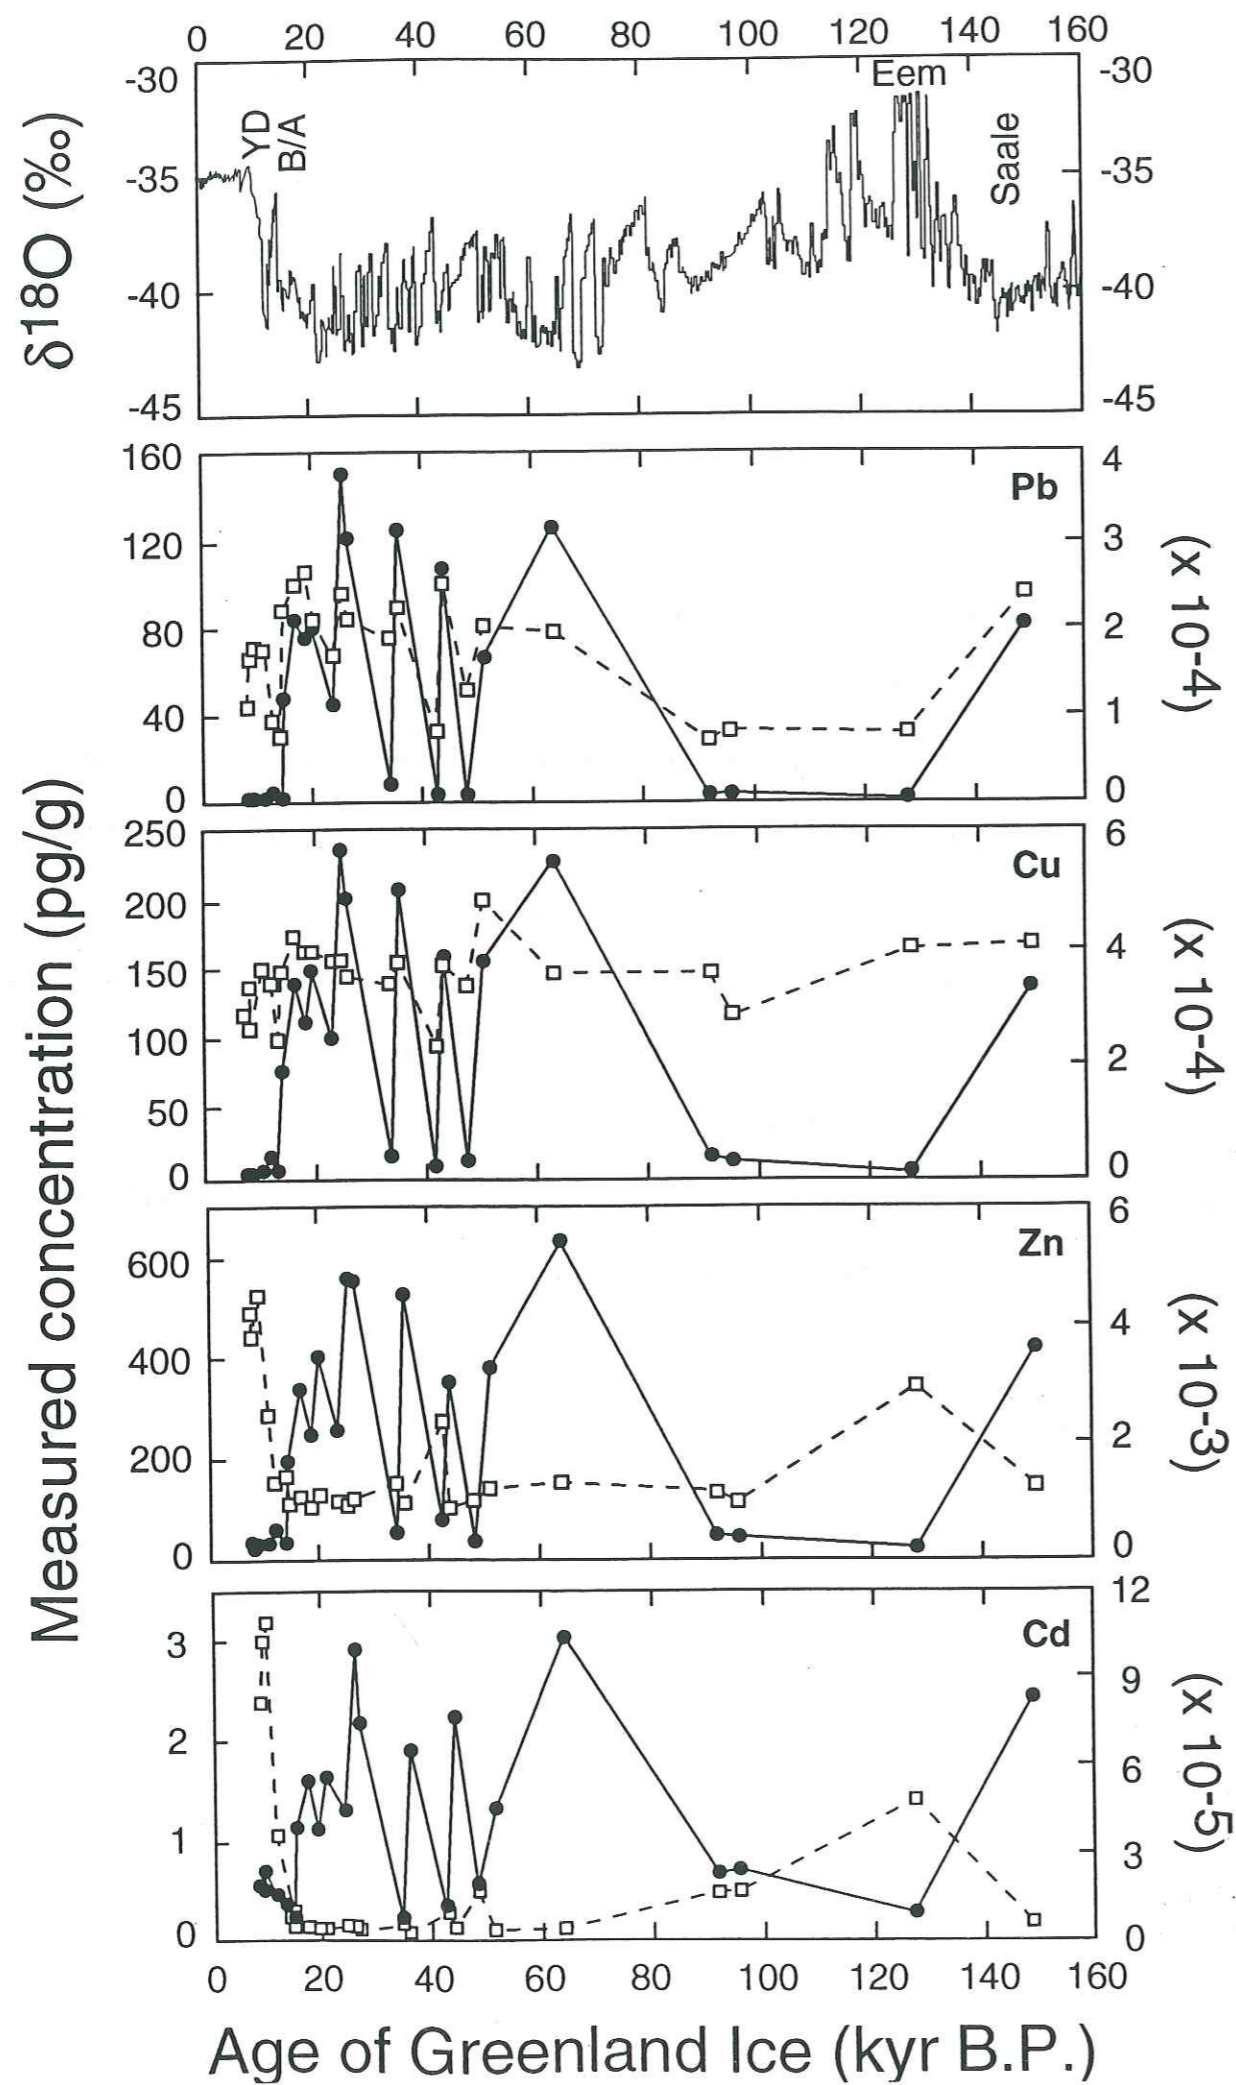 0 20 40 60 80 100 120 140 160
-30 Eem -30
YD
B/A
Saale
-35 -35
-40 -40
-45 -45
δ18O (‰)
160 4
Pb
120 3
80 2
40 1
0 0
(x 10-4)
250 6
Cu
200
150 4
100
2
50
0 0
(x 10-4)
6
Zn
600
4
400
2
200
0 0
(x 10-3)
12
Cd
3
9
2
6
1
3
0 0
(x 10-5)
Measured concentration (pg/g)
0 20 40 60 80 100 120 140 160
Age of Greenland Ice (kyr B.P.)